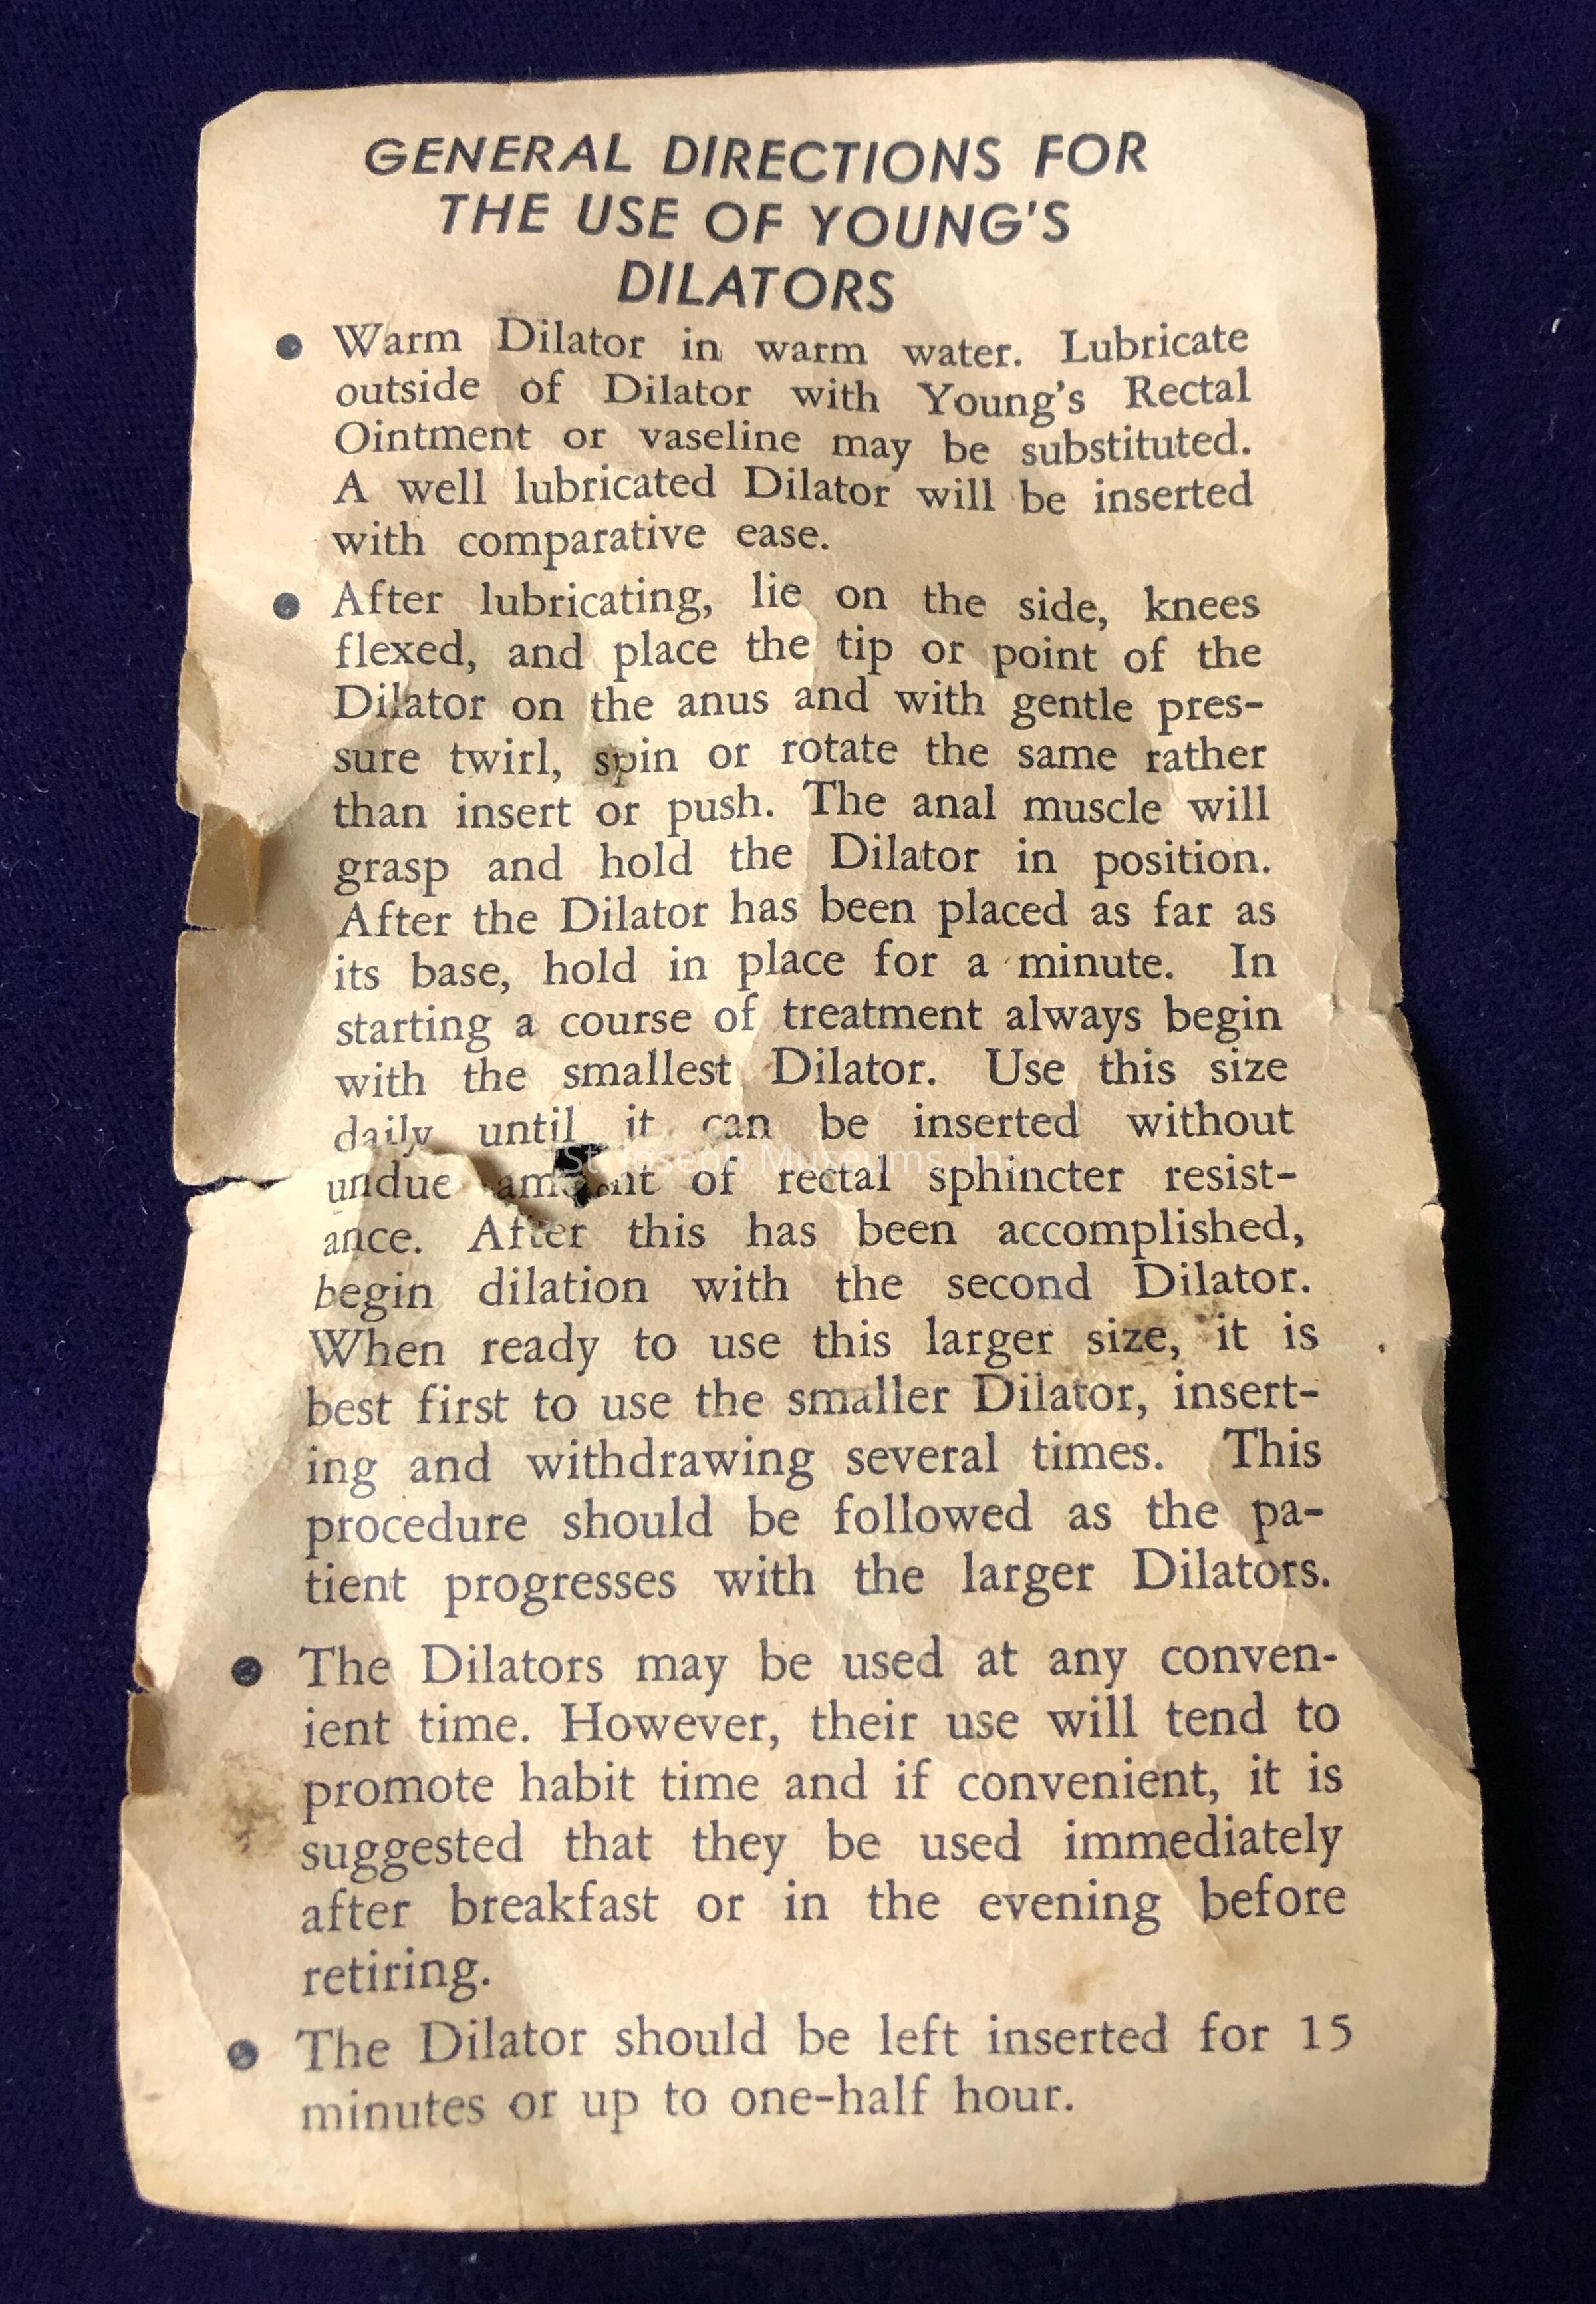 GENERAL DIRECTIONS FOR
THE USE OF YOUNG'S
DILATORS
● Warm Dilator in warm water. Lubricate
outside of Dilator with Young's Rectal
Ointment or vaseline may be substituted.
A well lubricated Dilator will be inserted
with comparative ease.
● After lubricating, lie on the side, knees
flexed, and place the tip or point of the
Dilator on the anus and with gentle pres-
sure twirl, spin or rotate the same rather
than insert or push. The anal muscle will
grasp and hold the Dilator in position.
After the Dilator has been placed as far as
its base, hold in place for a minute. In
starting a course of treatment always begin
with the smallest Dilator. Use this size
daily until it can be inserted without
St. Joseph Museums, Inc
undue amount of rectal sphincter resist-
ance. After this has been accomplished,
begin dilation with the second Dilator.
When ready to use this larger size, it is
best first to use the smaller Dilator, insert-
ing and withdrawing several times. This
procedure should be followed as the pa-
tient progresses with the larger Dilators.
● The Dilators may be used at any conven-
ient time. However, their use will tend to
promote habit time and if convenient, it is
suggested that they be used immediately
after breakfast or in the evening before
retiring.
● The Dilator should be left inserted for 15
minutes or up to one-half hour.